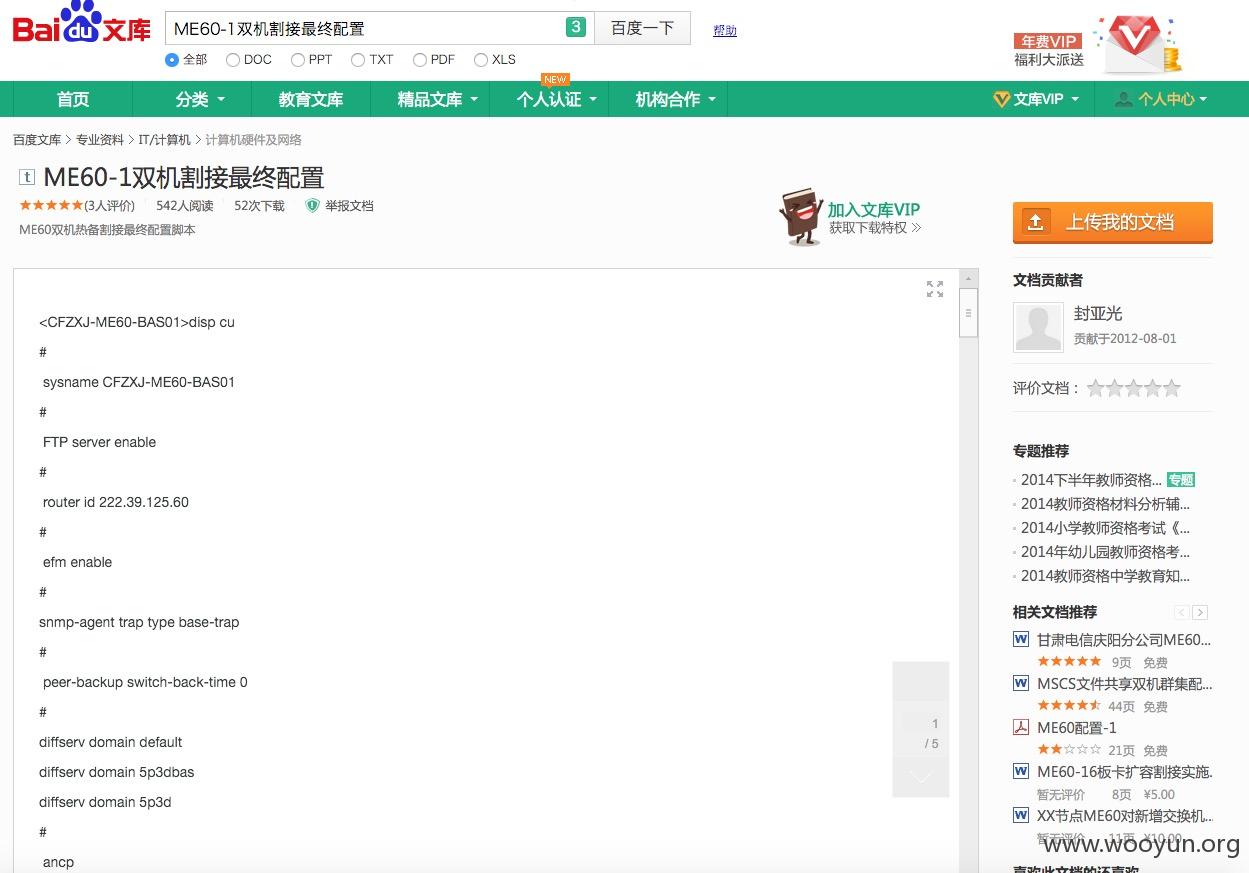 Bai du 文库
ME60-1双机割接最终配置
3
百度一下
帮助
全部 DOC PPT TXT PDF XLS
年费VIP
福利大派送
NEW
首页 分类 教育文库 精品文库 个人认证 机构合作 文库VIP 个人中心
百度文库 > 专业资料 > IT/计算机 > 计算机硬件及网络
t ME60-1双机割接最终配置
(3人评价) 542人阅读 52次下载 举报文档
ME60双机热备割接最终配置脚本
加入文库VIP
获取下载特权 >>
上传我的文档
<CFZXJ-ME60-BAS01>disp cu
#
sysname CFZXJ-ME60-BAS01
#
FTP server enable
#
router id 222.39.125.60
#
efm enable
#
snmp-agent trap type base-trap
#
peer-backup switch-back-time 0
#
diffserv domain default
diffserv domain 5p3dbas
diffserv domain 5p3d
#
ancp
1
/ 5
文档贡献者
封亚光
贡献于2012-08-01
评价文档：
专题推荐
2014下半年教师资格... 专题
2014教师资格材料分析辅...
2014小学教师资格考试《...
2014年幼儿园教师资格考...
2014教师资格中学教育知...
相关文档推荐
W 甘肃电信庆阳分公司ME60...
9页 免费
W MSCS文件共享双机群集配...
44页 免费
ME60配置-1
21页 免费
W ME60-16板卡扩容割接实施.
暂无评价 8页 ¥5.00
W XX节点ME60对新增交换机...
暂无评价 11页 ¥10.00
www.wooyun.org
喜欢此文档的还喜欢